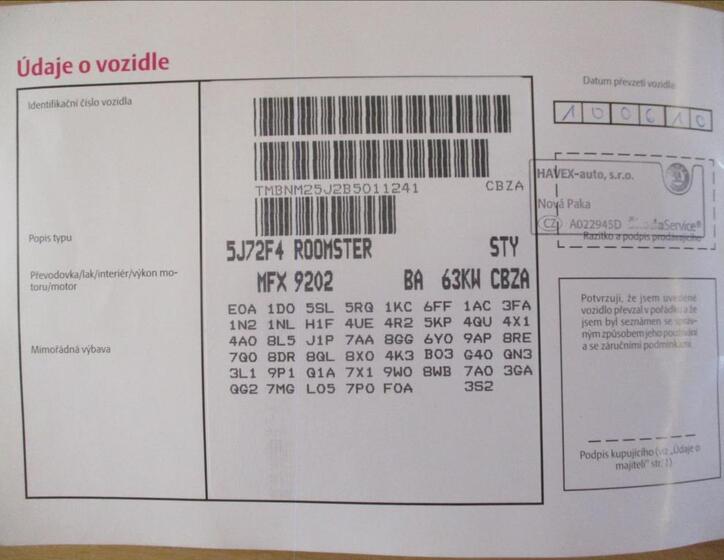 Údaje o vozidle
Identifikační číslo vozidla
TMBNM25J2B5011241 CBZA
Popis typu
5J72F4 ROOMSTER STY
Převodovka/lak/interiér/výkon mo-
toru/motor
MFX 9202 BA 63KW CBZA
Mimořádná výbava
E0A 1D0 5SL 5RQ 1KC 6FF 1AC 3FA
1N2 1NL H1F 4UE 4R2 5KP 4QU 4X1
4A0 8L5 J1P 7AA 8GG 6Y0 9AP 8RE
7Q0 8DR 8QL 8X0 4K3 B03 G40 QN3
3L1 9P1 Q1A 7X1 9W0 8WB 7A0 3GA
QG2 7MG L05 7P0 F0A 3S2
Datum převzetí vozidla
100610
HAVEX-auto, s.r.o.
Nová Paka
CZ A022945D ŠkodaService®
Razítko a podpis prodávajícího
Potvrzuji, že jsem uvedené
vozidlo převzal v pořádku a že
jsem byl seznámen se správ-
ným způsobem jeho používání
a se záručními podmínkami.
Podpis kupujícího (viz „Údaje o
majiteli" str. 1)